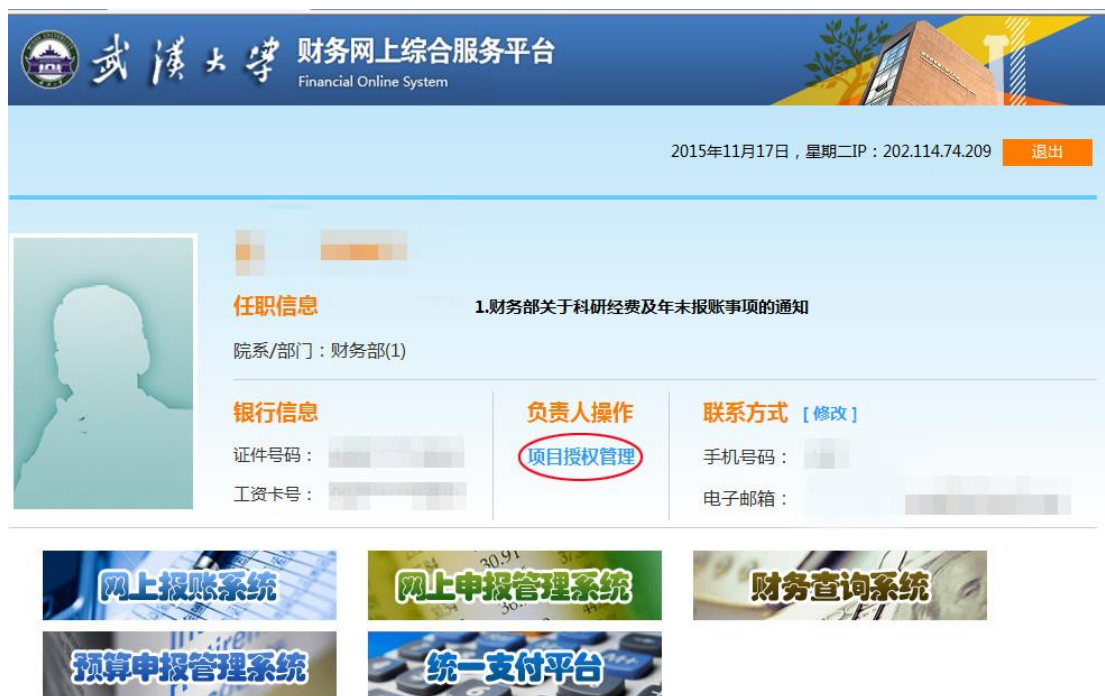 武漢大学 财务网上综合服务平台
Financial Online System
2015年11月17日，星期二IP：202.114.74.209 退出
任职信息 1.财务部关于科研经费及年末报账事项的通知
院系/部门：财务部(1)
银行信息 负责人操作 联系方式 [修改]
证件号码： 项目授权管理 手机号码：
工资卡号： 电子邮箱：
网上报账系统 网上申报管理系统 财务查询系统
预算申报管理系统 统一支付平台